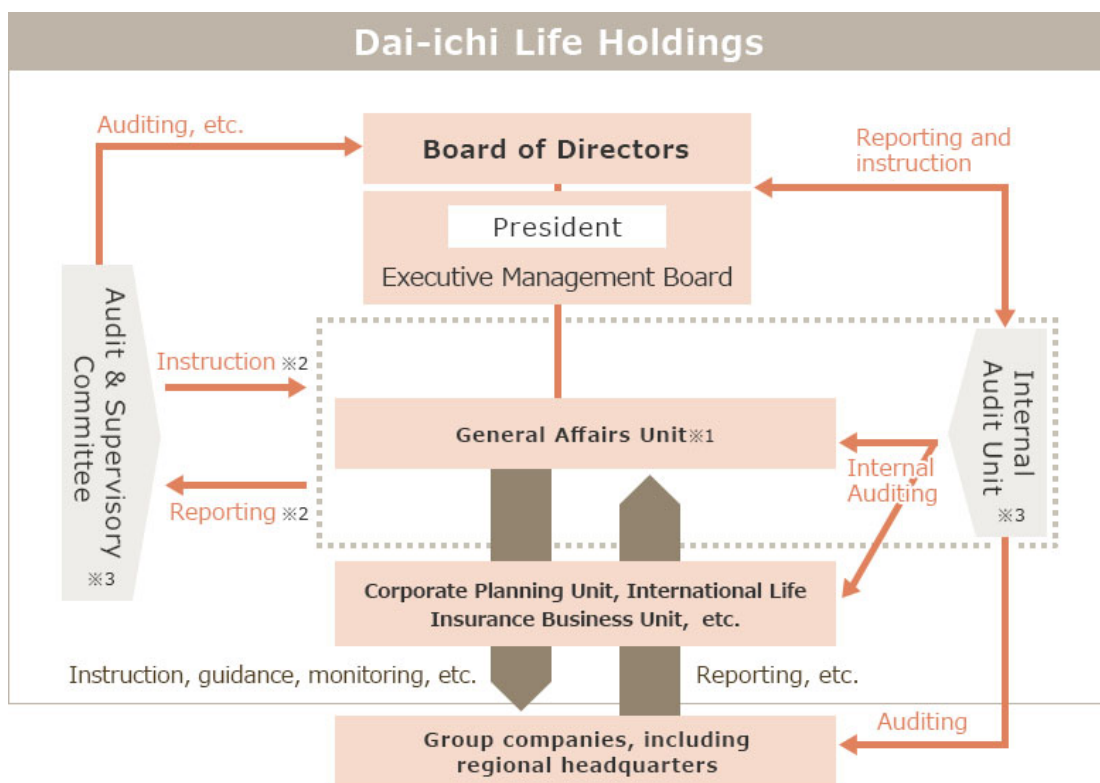 Dai-ichi Life Holdings
Auditing, etc.
Board of Directors
Reporting and
instruction
President
Executive Management Board
Audit & Supervisory
Committee
※3
Instruction ※2
Reporting ※2
General Affairs Unit※1
Internal
Auditing
Internal
Audit Unit
※3
Corporate Planning Unit, International Life
Insurance Business Unit, etc.
Instruction, guidance, monitoring, etc.
Reporting, etc.
Auditing
Group companies, including
regional headquarters